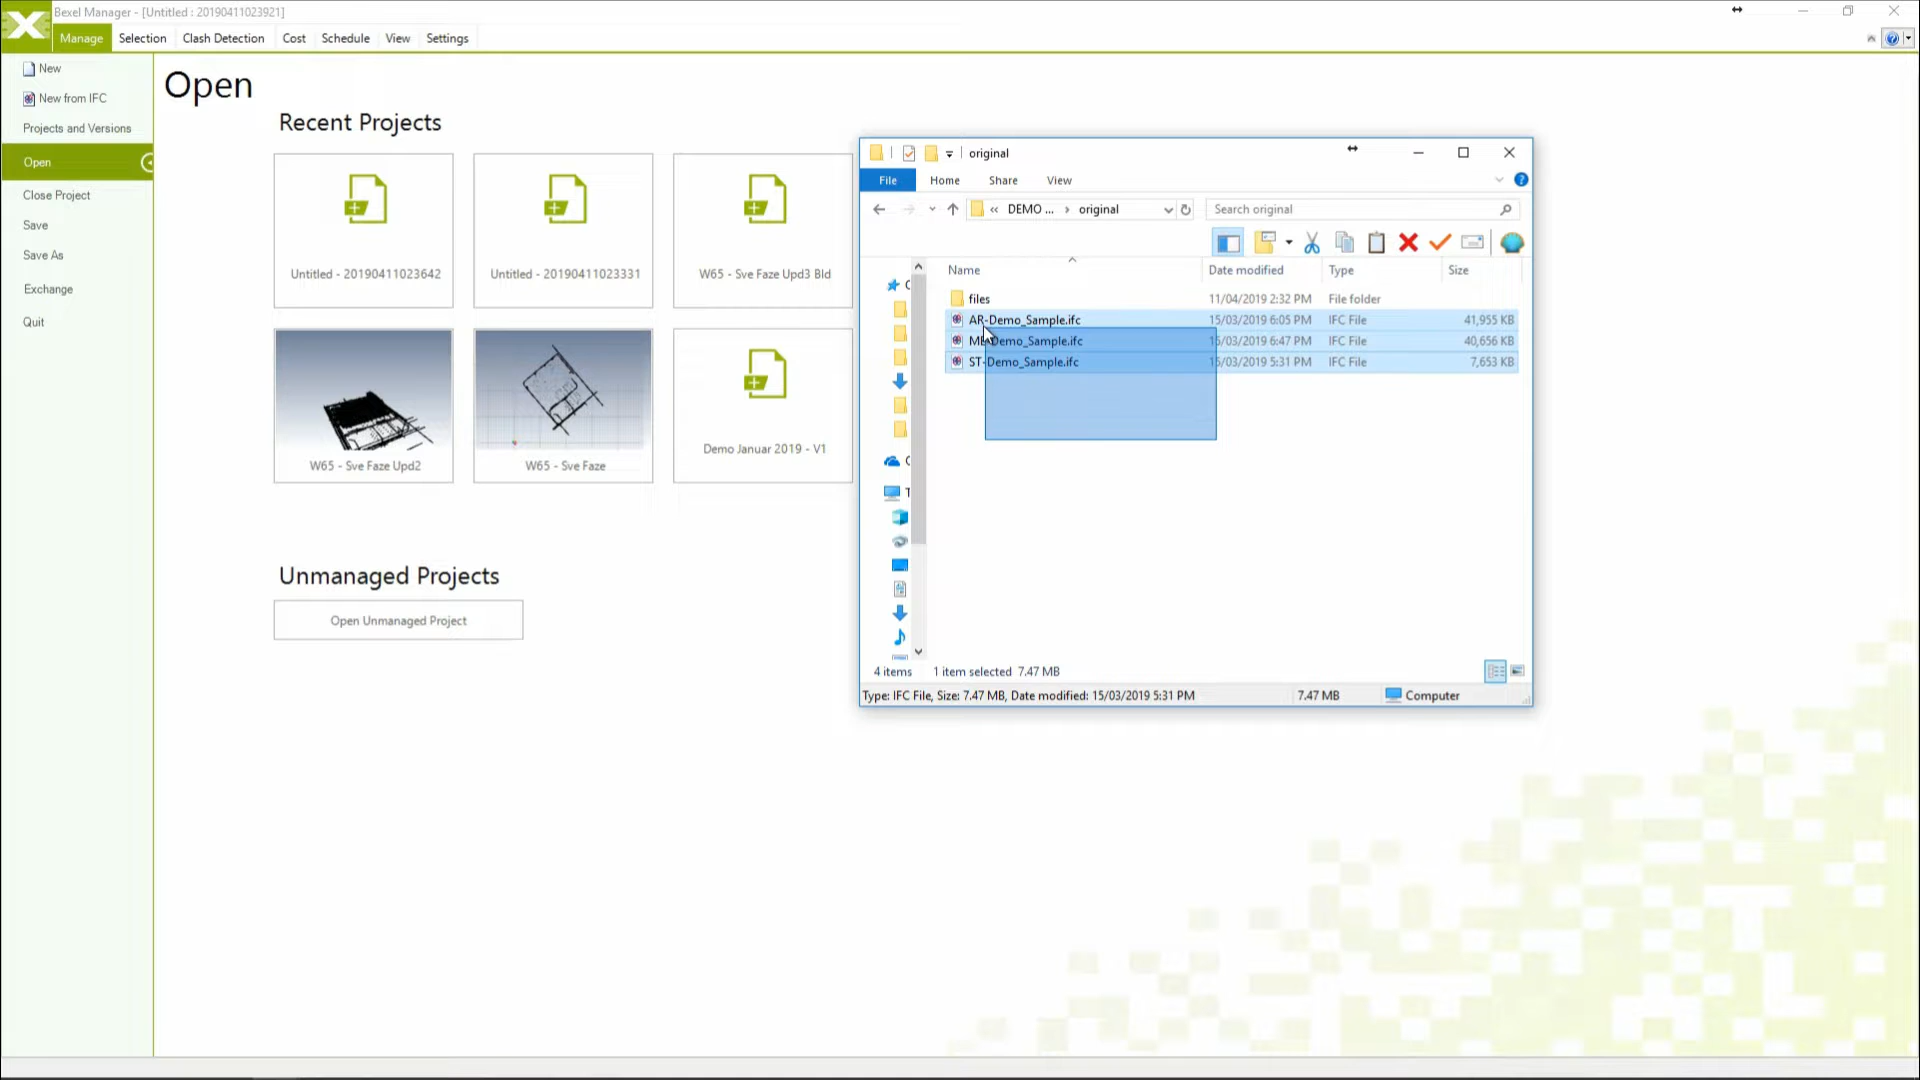 Bexel Manager - [Untitled : 20190411023921]
Manage
Selection
Clash Detection
Cost
Schedule
View
Settings
New
New from IFC
Projects and Versions
Open
Close Project
Save
Save As
Exchange
Quit
Open
Recent Projects
Untitled - 20190411023642
Untitled - 20190411023331
W65 - Sve Faze Upd3 Bld
W65 - Sve Faze Upd2
W65 - Sve Faze
Demo Januar 2019 - V1
Unmanaged Projects
Open Unmanaged Project
original
File
Home
Share
View
« DEMO ... › original
Search original
Name
Date modified
Type
Size
files
11/04/2019 2:32 PM
File folder
AR-Demo_Sample.ifc
15/03/2019 6:05 PM
IFC File
41,955 KB
Demo_Sample.ifc
15/03/2019 6:47 PM
IFC File
40,656 KB
ST-Demo_Sample.ifc
15/03/2019 5:31 PM
IFC File
7,653 KB
4 items
1 item selected 7.47 MB
Type: IFC File, Size: 7.47 MB, Date modified: 15/03/2019 5:31 PM
7.47 MB
Computer